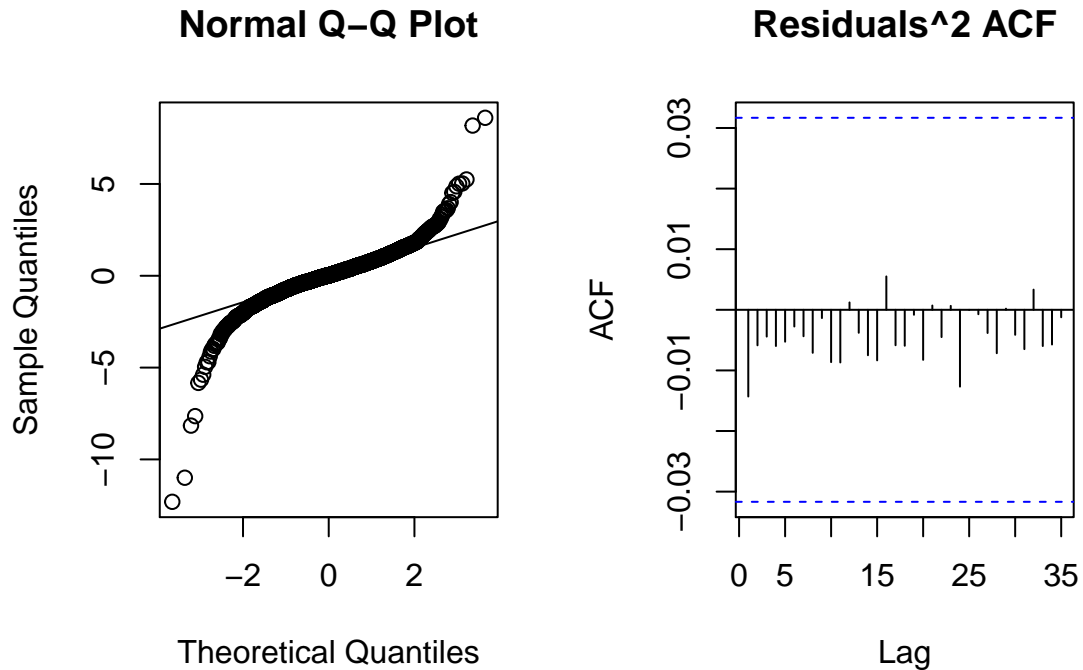 Normal Q−Q Plot
Sample Quantiles
5
0
−5
−10
−2
0
2
Theoretical Quantiles
Residuals^2 ACF
ACF
0.03
0.01
−0.01
−0.03
0
5
15
25
35
Lag